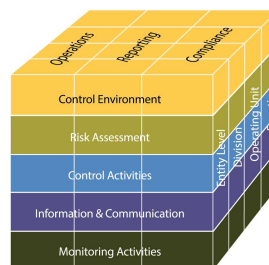 Operations
Reporting
Compliance
Control Environment
Risk Assessment
Control Activities
Information & Communication
Monitoring Activities
Entity Level
Division
Operating Unit